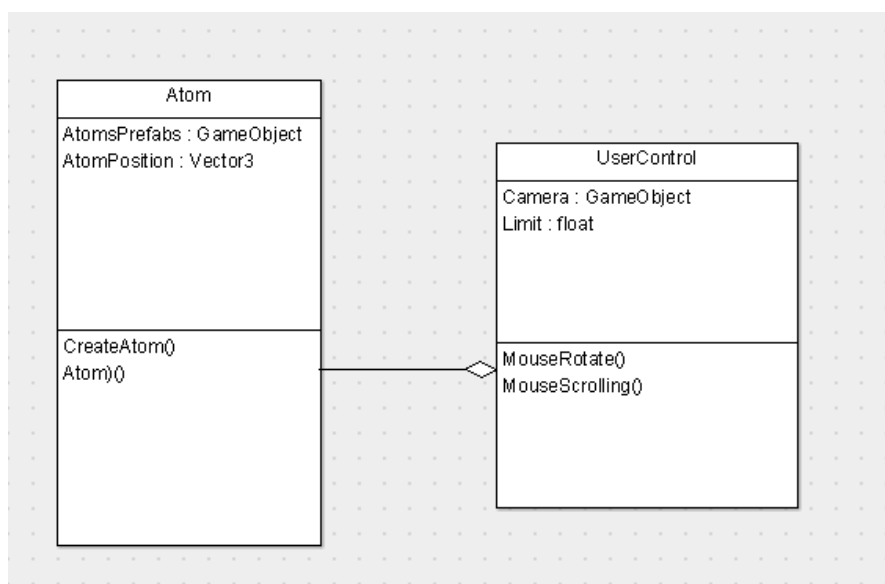 Atom
AtomsPrefabs : GameObject
AtomPosition : Vector3
CreateAtom()
Atom)()
UserControl
Camera : GameObject
Limit : float
MouseRotate()
MouseScrolling()